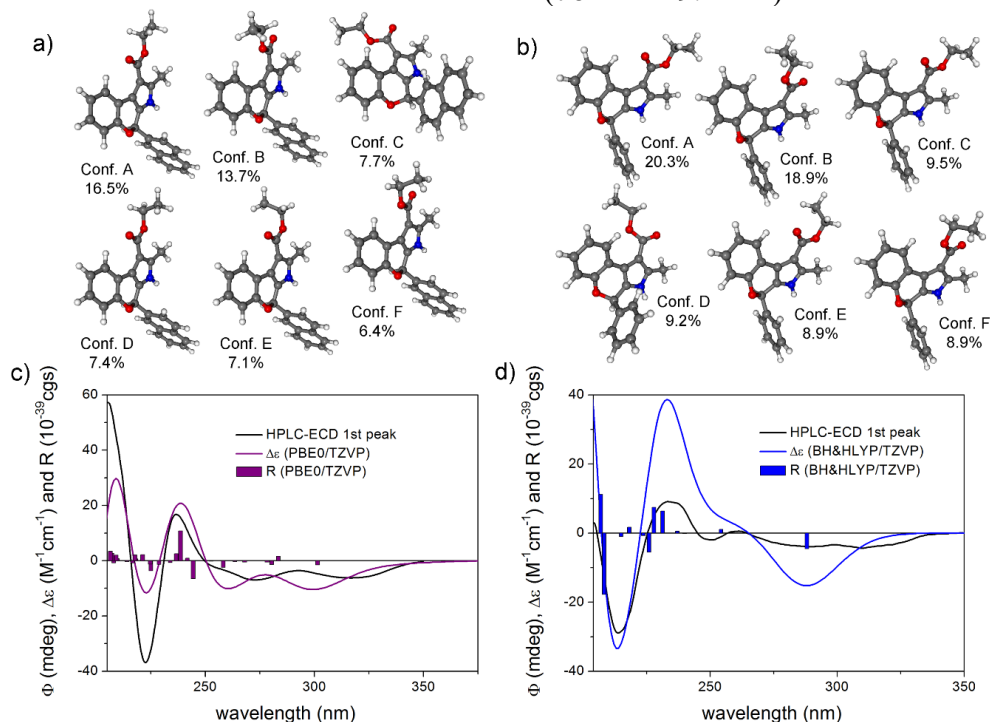 a)
Conf. A
16.5%
Conf. B
13.7%
Conf. C
7.7%
Conf. D
7.4%
Conf. E
7.1%
Conf. F
6.4%
b)
Conf. A
20.3%
Conf. B
18.9%
Conf. C
9.5%
Conf. D
9.2%
Conf. E
8.9%
Conf. F
8.9%
c)
Φ (mdeg), Δε (M⁻¹cm⁻¹) and R (10⁻³⁹cgs)
60
40
20
0
-20
-40
HPLC-ECD 1st peak
Δε (PBE0/TZVP)
R (PBE0/TZVP)
250
300
350
wavelength (nm)
d)
Φ (mdeg), Δε (M⁻¹cm⁻¹) and R (10⁻³⁹cgs)
40
20
0
-20
-40
HPLC-ECD 1st peak
Δε (BH&HLYP/TZVP)
R (BH&HLYP/TZVP)
250
300
350
wavelength (nm)